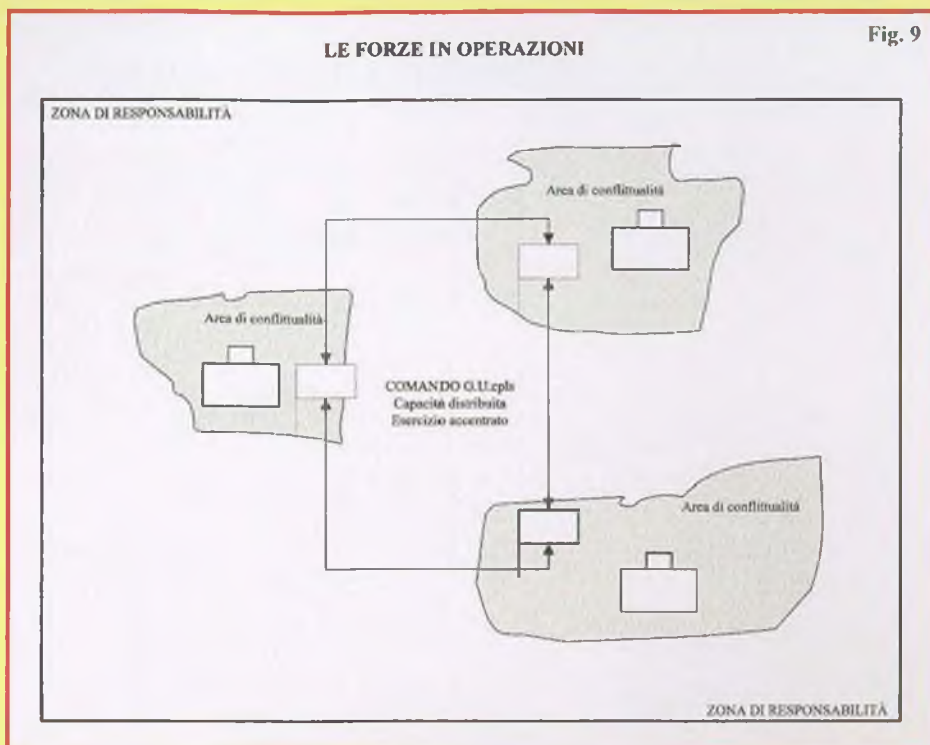 Fig. 9
LE FORZE IN OPERAZIONI
ZONA DI RESPONSABILITÀ
Area di conflittualità
Area di conflittualità
COMANDO G.U.cpls
Capacità distribuita
Esercizio accentrato
Area di conflittualità
ZONA DI RESPONSABILITÀ